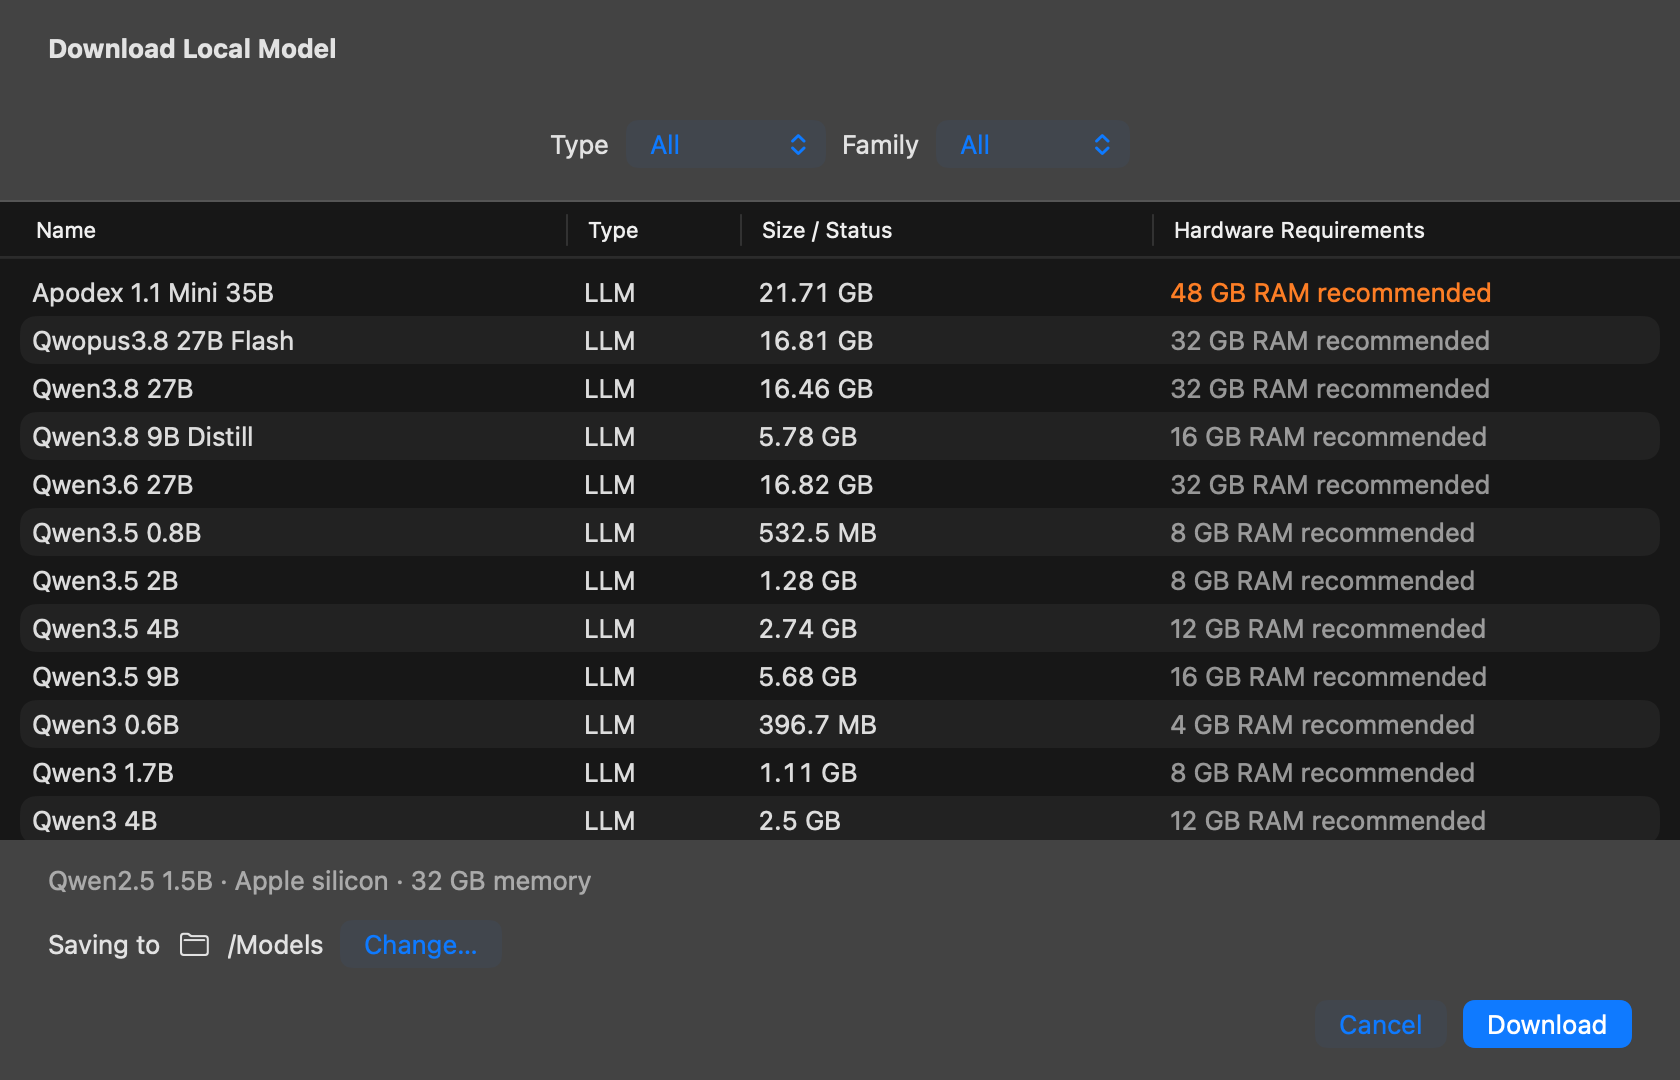 Download Local Model
Type All Family All
Name Type Size / Status Hardware Requirements
Apodex 1.1 Mini 35B LLM 21.71 GB 48 GB RAM recommended
Qwopus3.8 27B Flash LLM 16.81 GB 32 GB RAM recommended
Qwen3.8 27B LLM 16.46 GB 32 GB RAM recommended
Qwen3.8 9B Distill LLM 5.78 GB 16 GB RAM recommended
Qwen3.6 27B LLM 16.82 GB 32 GB RAM recommended
Qwen3.5 0.8B LLM 532.5 MB 8 GB RAM recommended
Qwen3.5 2B LLM 1.28 GB 8 GB RAM recommended
Qwen3.5 4B LLM 2.74 GB 12 GB RAM recommended
Qwen3.5 9B LLM 5.68 GB 16 GB RAM recommended
Qwen3 0.6B LLM 396.7 MB 4 GB RAM recommended
Qwen3 1.7B LLM 1.11 GB 8 GB RAM recommended
Qwen3 4B LLM 2.5 GB 12 GB RAM recommended
Qwen2.5 1.5B · Apple silicon · 32 GB memory
Saving to /Models Change...
Cancel Download